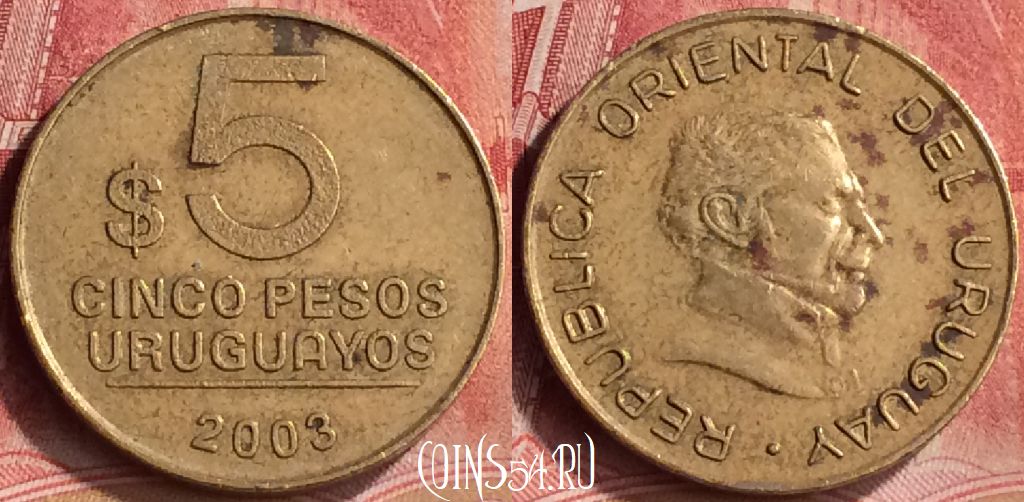 $ 5
CINCO PESOS
URUGUAYOS
2003
REPUBLICA ORIENTAL DEL URUGUAY
COINS54.RU